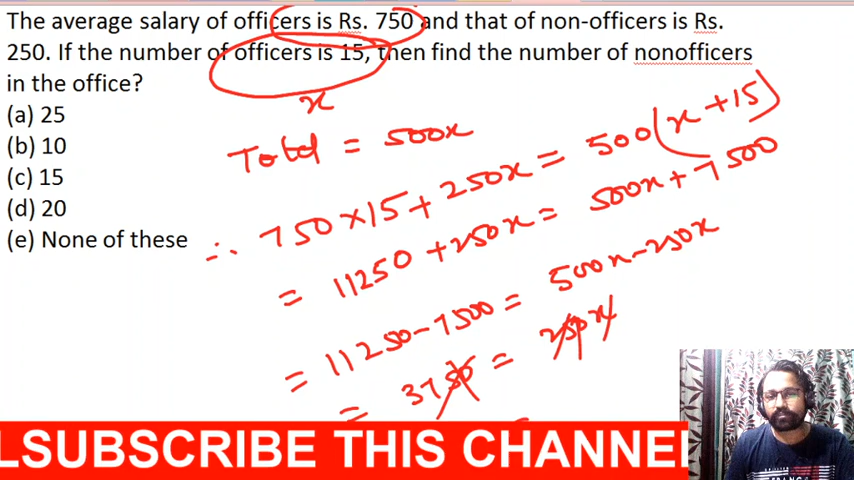 The average salary of officers is Rs. 750 and that of non-officers is Rs.
250. If the number of officers is 15, then find the number of nonofficers
in the office?
(a) 25
(b) 10
(c) 15
(d) 20
(e) None of these
x
Total = 500x
∴ 750×15+250x = 500(x+15)
= 11250+250x = 500x+7500
= 11250-7500 = 500x-250x
= 3750 = 250x
LSUBSCRIBE THIS CHANNEL